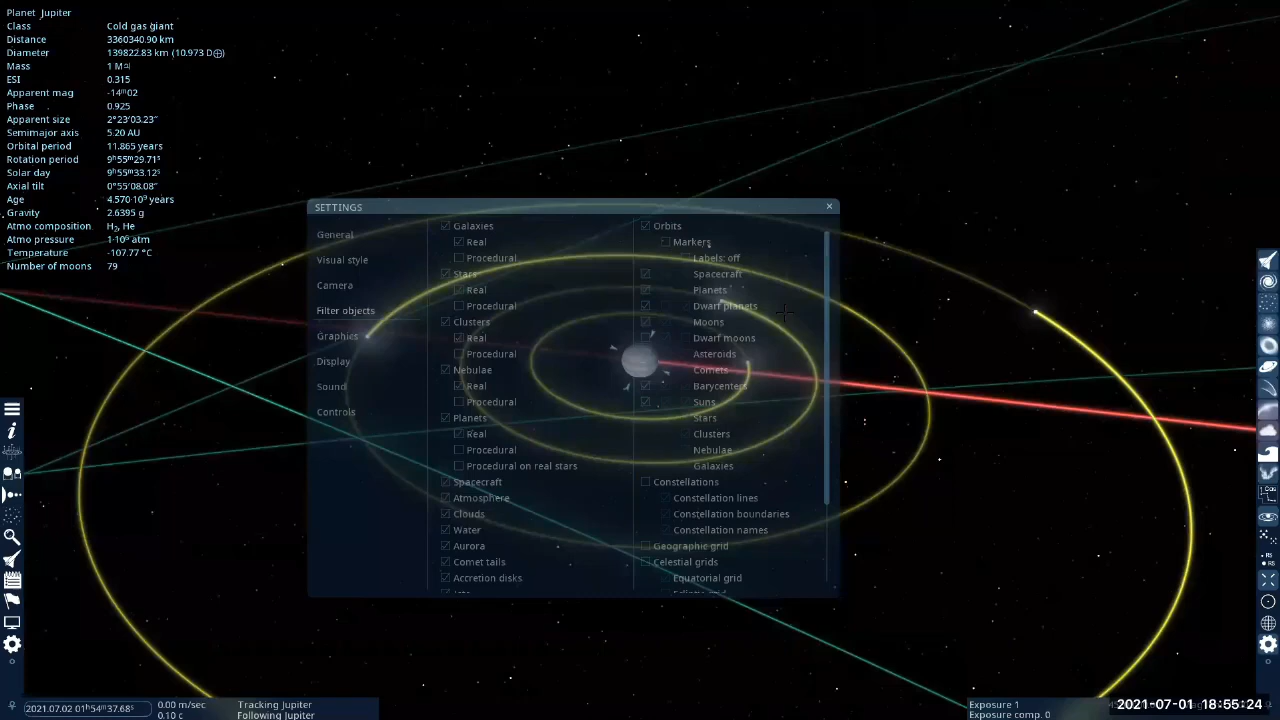 Planet Jupiter
Class Cold gas giant
Distance 3360340.90 km
Diameter 139822.83 km (10.973 D⊕)
Mass 1 M♃
ESI 0.315
Apparent mag -14ᵐ02
Phase 0.925
Apparent size 2°23′03.23″
Semimajor axis 5.20 AU
Orbital period 11.865 years
Rotation period 9ʰ55ᵐ29.71ˢ
Solar day 9ʰ55ᵐ33.12ˢ
Axial tilt 0°55′08.08″
Age 4.570·10⁹ years
Gravity 2.6395 g
Atmo composition H₂, He
Atmo pressure 1·10⁵ atm
Temperature -107.77 °C
Number of moons 79
SETTINGS ×
General
Visual style
Camera
Filter objects
Graphics
Display
Sound
Controls
Galaxies
Real
Procedural
Stars
Real
Procedural
Clusters
Real
Procedural
Nebulae
Real
Procedural
Planets
Real
Procedural
Procedural on real stars
Spacecraft
Atmosphere
Clouds
Water
Aurora
Comet tails
Accretion disks
Orbits
Markers
Labels: off
Spacecraft
Planets
Dwarf planets
Moons
Dwarf moons
Asteroids
Comets
Barycenters
Suns
Stars
Clusters
Nebulae
Galaxies
Constellations
Constellation lines
Constellation boundaries
Constellation names
Geographic grid
Celestial grids
Equatorial grid
2021.07.02 01ʰ54ᵐ37.68ˢ
0.00 m/sec
0.10 c
Tracking Jupiter
Following Jupiter
Exposure 1
Exposure comp. 0
2021-07-01 18:55:24